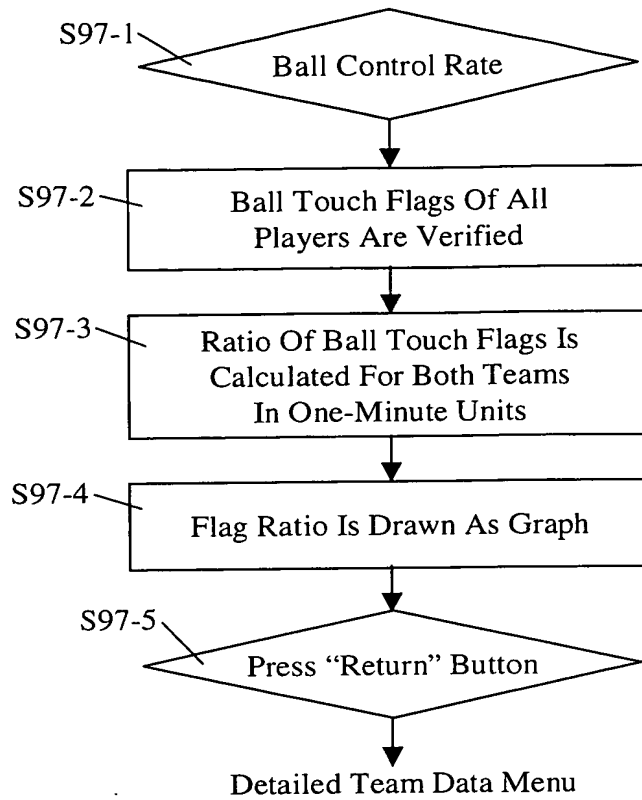 S97-1
Ball Control Rate
S97-2
Ball Touch Flags Of All
Players Are Verified
S97-3
Ratio Of Ball Touch Flags Is
Calculated For Both Teams
In One-Minute Units
S97-4
Flag Ratio Is Drawn As Graph
S97-5
Press “Return” Button
Detailed Team Data Menu